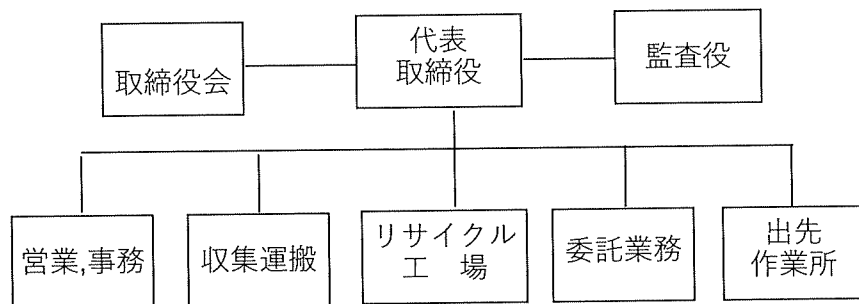 取締役会
代表
取締役
監査役
営業,事務
収集運搬
リサイクル
工　場
委託業務
出先
作業所